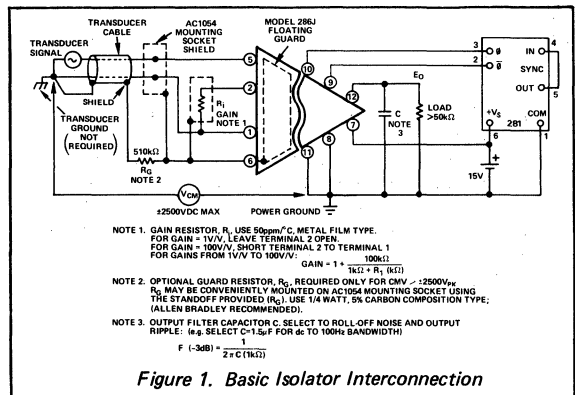 TRANSDUCER
CABLE
AC1054
MOUNTING
SOCKET
SHIELD
MODEL 286J
FLOATING
GUARD
TRANSDUCER
SIGNAL
5
2
1
6
10
9
12
7
8
11
3
2
φ
φ̅
IN
SYNC
OUT
4
5
+VS
281
COM
6
1
EO
C
NOTE
3
LOAD
>50kΩ
15V
+
Ri
GAIN
NOTE 1
SHIELD
TRANSDUCER
GROUND
(NOT
REQUIRED)
510kΩ
RG
NOTE 2
VCM
±2500VDC MAX
POWER GROUND
NOTE 1. GAIN RESISTOR, Ri, USE 50ppm/°C, METAL FILM TYPE.
FOR GAIN = 1V/V, LEAVE TERMINAL 2 OPEN.
FOR GAIN = 100V/V, SHORT TERMINAL 2 TO TERMINAL 1
FOR GAINS FROM 1V/V TO 100V/V:
GAIN = 1 + 100kΩ / 1kΩ + R1 (kΩ)
NOTE 2. OPTIONAL GUARD RESISTOR, RG, REQUIRED ONLY FOR CMV > ±2500VPK
RG MAY BE CONVENIENTLY MOUNTED ON AC1054 MOUNTING SOCKET USING
THE STANDOFF PROVIDED (RG). USE 1/4 WATT, 5% CARBON COMPOSITION TYPE;
(ALLEN BRADLEY RECOMMENDED).
NOTE 3. OUTPUT FILTER CAPACITOR C. SELECT TO ROLL-OFF NOISE AND OUTPUT
RIPPLE: (e.g. SELECT C=1.5μF FOR dc TO 100Hz BANDWIDTH)
F (-3dB) = 1 / 2πC (1kΩ)
Figure 1. Basic Isolator Interconnection